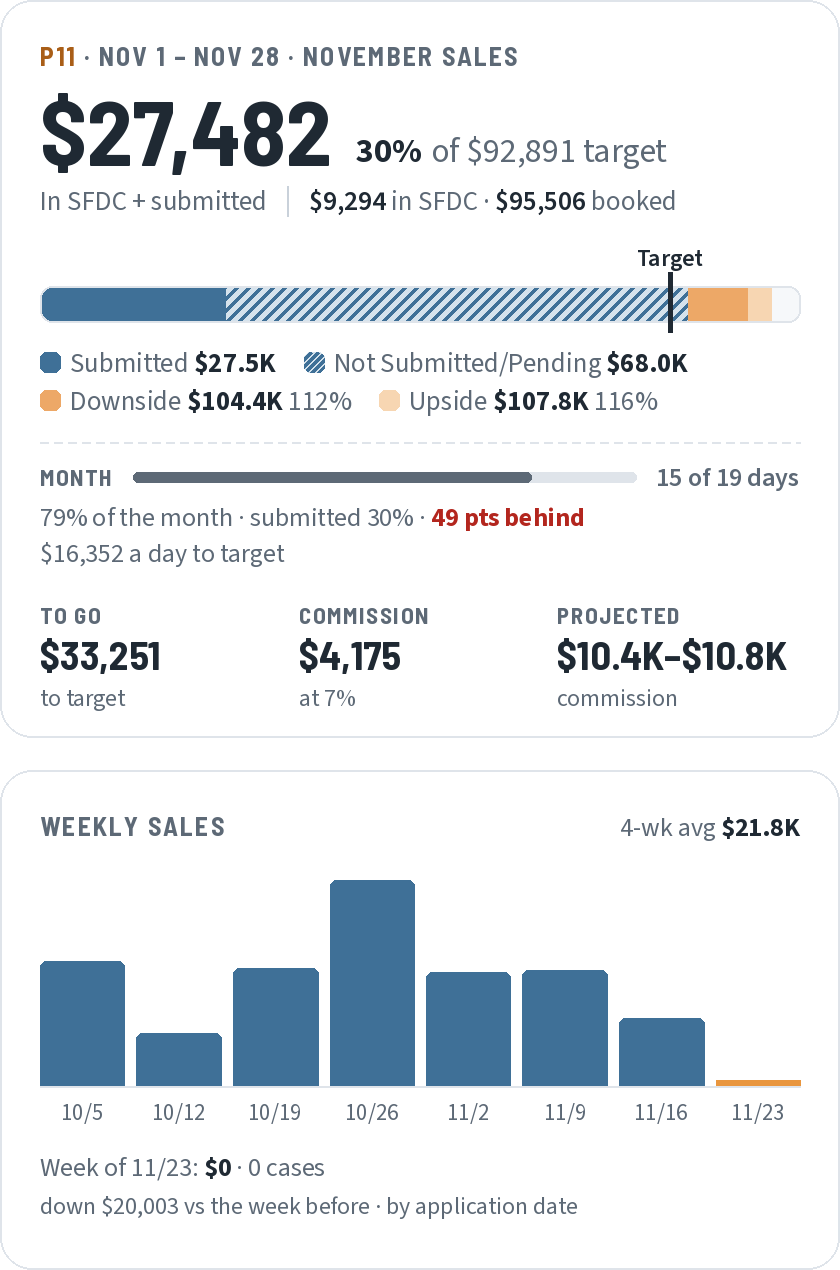 P11 · NOV 1 – NOV 28 · NOVEMBER SALES
$27,482 30% of $92,891 target
In SFDC + submitted $9,294 in SFDC · $95,506 booked
Target
Submitted $27.5K Not Submitted/Pending $68.0K
Downside $104.4K 112% Upside $107.8K 116%
MONTH 15 of 19 days
79% of the month · submitted 30% · 49 pts behind
$16,352 a day to target
TO GO COMMISSION PROJECTED
$33,251 $4,175 $10.4K–$10.8K
to target at 7% commission
WEEKLY SALES 4-wk avg $21.8K
10/5 10/12 10/19 10/26 11/2 11/9 11/16 11/23
Week of 11/23: $0 · 0 cases
down $20,003 vs the week before · by application date